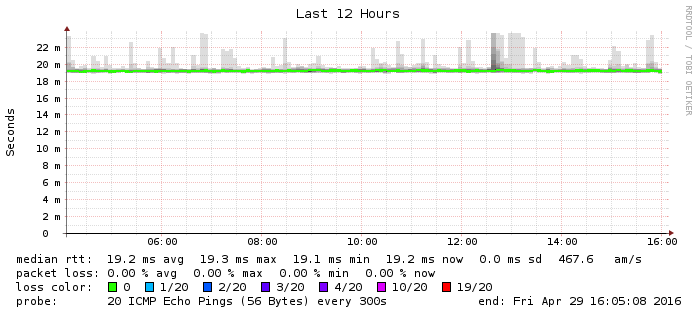 Last 12 Hours
RRDTOOL / TOBI OETIKER
Seconds
22 m
20 m
18 m
16 m
14 m
12 m
10 m
8 m
6 m
4 m
2 m
0
06:00 08:00 10:00 12:00 14:00 16:00
median rtt: 19.2 ms avg 19.3 ms max 19.1 ms min 19.2 ms now 0.0 ms sd 467.6 am/s
packet loss: 0.00 % avg 0.00 % max 0.00 % min 0.00 % now
loss color: 0 1/20 2/20 3/20 4/20 10/20 19/20
probe: 20 ICMP Echo Pings (56 Bytes) every 300s end: Fri Apr 29 16:05:08 2016